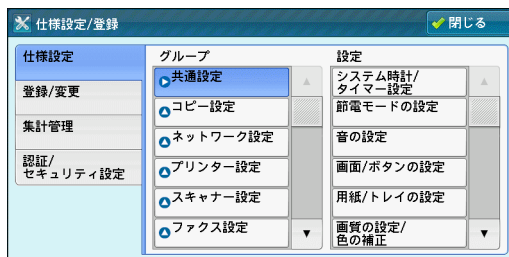 仕様設定/登録
閉じる
仕様設定
登録/変更
集計管理
認証/
セキュリティ設定
グループ
共通設定
コピー設定
ネットワーク設定
プリンター設定
スキャナー設定
ファクス設定
設定
システム時計/
タイマー設定
節電モードの設定
音の設定
画面/ボタンの設定
用紙/トレイの設定
画質の設定/
色の補正